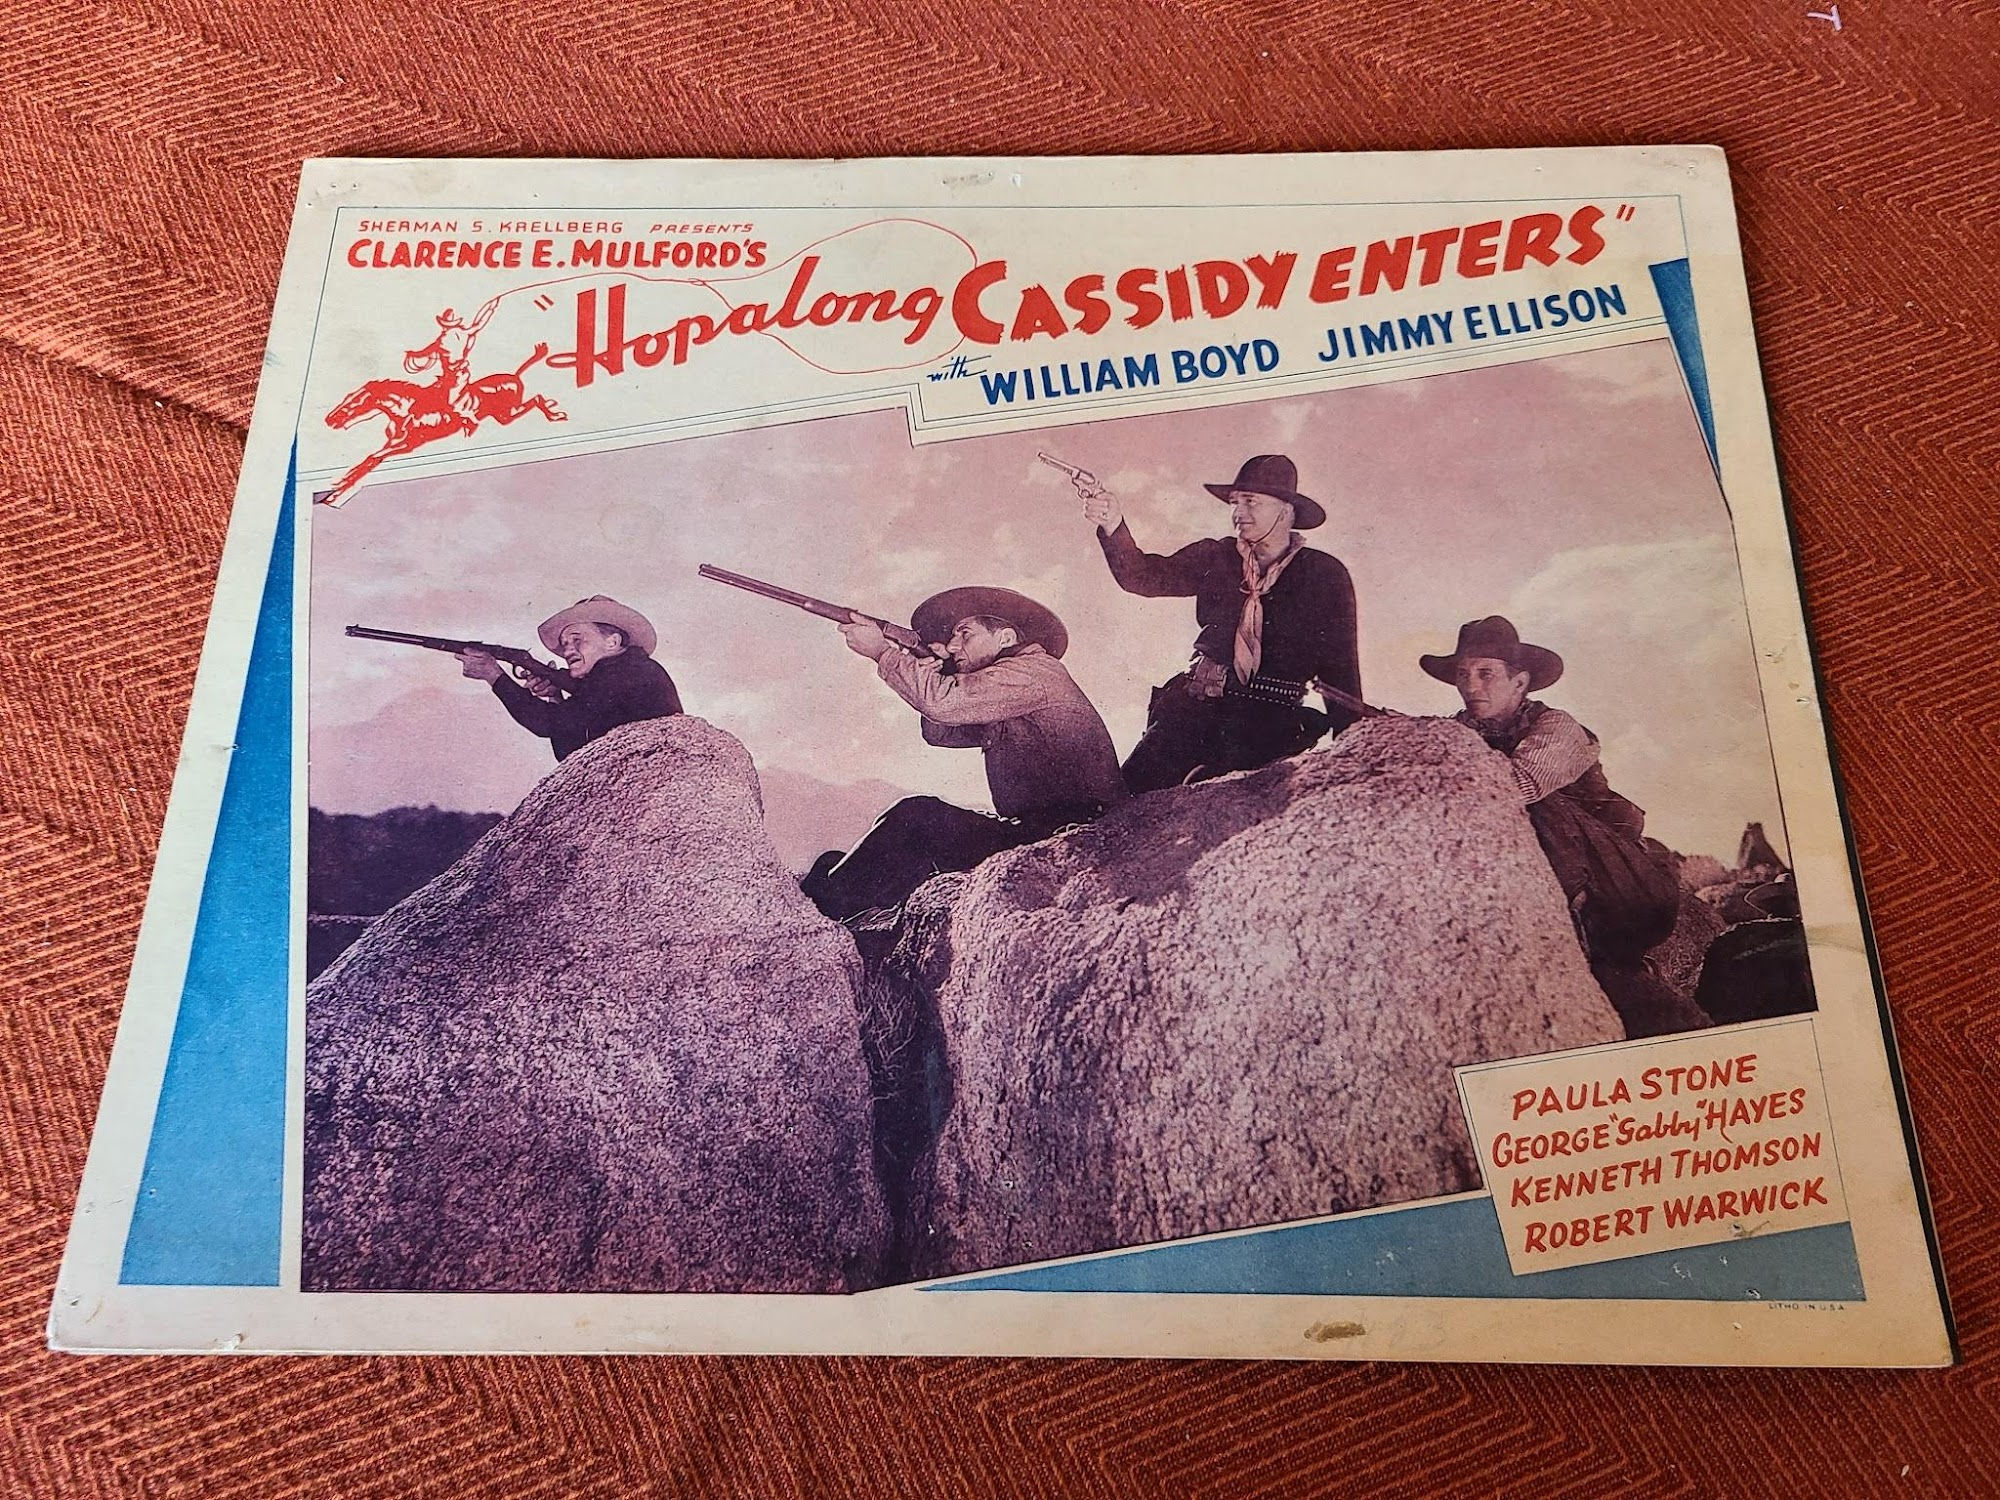 SHERMAN S. KRELLBERG PRESENTS
CLARENCE E. MULFORD'S
"HOPALONG CASSIDY ENTERS"
with WILLIAM BOYD JIMMY ELLISON
PAULA STONE
GEORGE "Gabby" HAYES
KENNETH THOMSON
ROBERT WARWICK
LITHO IN U S A